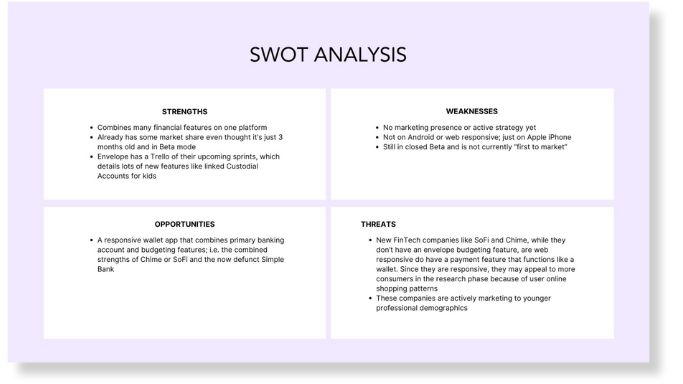 SWOT ANALYSIS
STRENGTHS
• Combines many financial features on one platform
• Already has some market share even thought it's just 3
months old and in Beta mode
• Envelope has a Trello of their upcoming sprints, which
details lots of new features like linked Custodial
Accounts for kids
WEAKNESSES
• No marketing presence or active strategy yet
• Not on Android or web responsive; just on Apple iPhone
• Still in closed Beta and is not currently "first to market"
OPPORTUNITIES
• A responsive wallet app that combines primary banking
account and budgeting features; i.e. the combined
strengths of Chime or SoFi and the now defunct Simple
Bank
THREATS
• New FinTech companies like SoFi and Chime, while they
don't have an envelope budgeting feature, are web
responsive do have a payment feature that functions like a
wallet. Since they are responsive, they may appeal to more
consumers in the research phase because of user online
shopping patterns
• These companies are actively marketing to younger
professional demographics